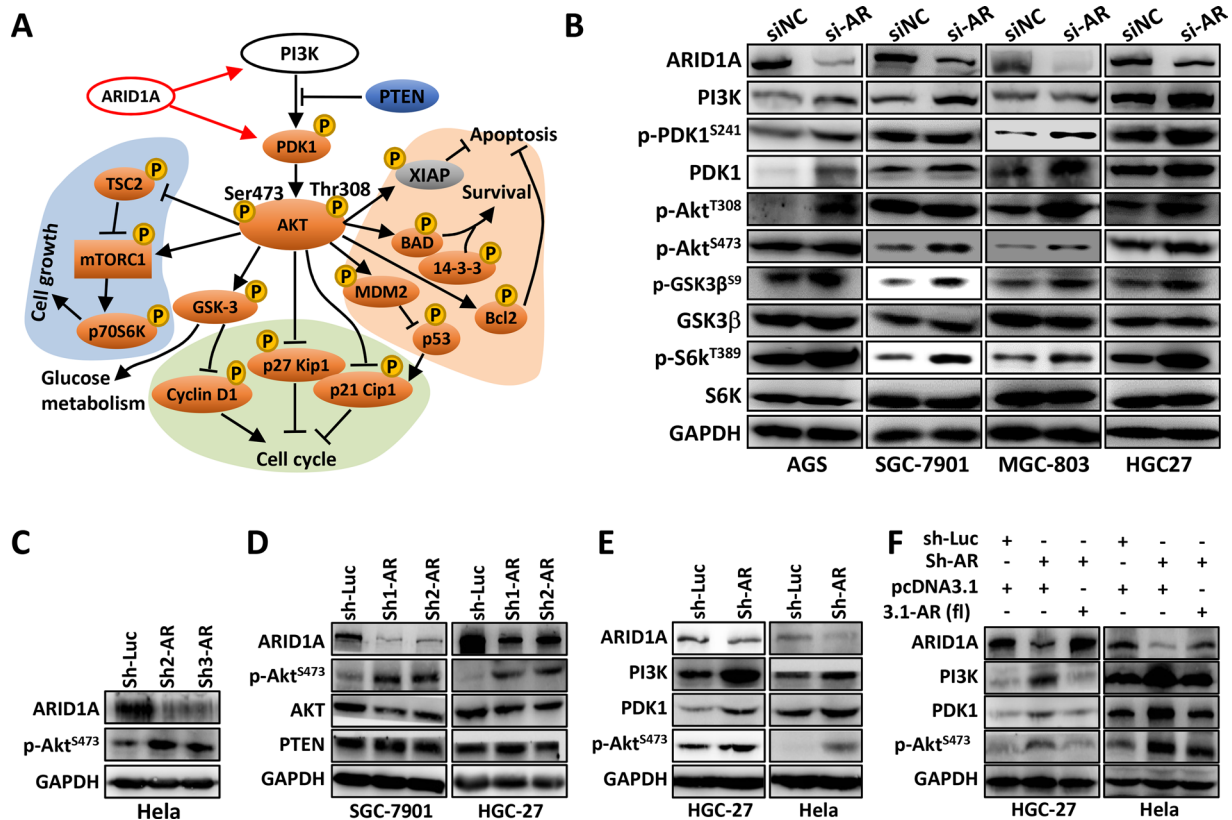 A
PI3K
ARID1A
PTEN
P
PDK1
Apoptosis
P
XIAP
P
TSC2
Ser473
Thr308
Survival
P
P
AKT
P
BAD
P
mTORC1
P
14-3-3
P
MDM2
Cell growth
P
GSK-3
P
Bcl2
P
p70S6K
P
p53
P
p27 Kip1
P
Glucose
metabolism
Cyclin D1
P
p21 Cip1
Cell cycle
B
siNC si-AR siNC si-AR siNC si-AR siNC si-AR
ARID1A
PI3K
p-PDK1S241
PDK1
p-AktT308
p-AktS473
p-GSK3βS9
GSK3β
p-S6kT389
S6K
GAPDH
AGS SGC-7901 MGC-803 HGC27
C
Sh-Luc Sh2-AR Sh3-AR
ARID1A
p-AktS473
GAPDH
Hela
D
sh-Luc Sh1-AR Sh2-AR sh-Luc Sh1-AR Sh2-AR
ARID1A
p-AktS473
AKT
PTEN
GAPDH
SGC-7901 HGC-27
E
sh-Luc Sh-AR sh-Luc Sh-AR
ARID1A
PI3K
PDK1
p-AktS473
GAPDH
HGC-27 Hela
F
sh-Luc + - - + - -
Sh-AR - + + - + +
pcDNA3.1 + + - + + -
3.1-AR (fl) - - + - - +
ARID1A
PI3K
PDK1
p-AktS473
GAPDH
HGC-27 Hela